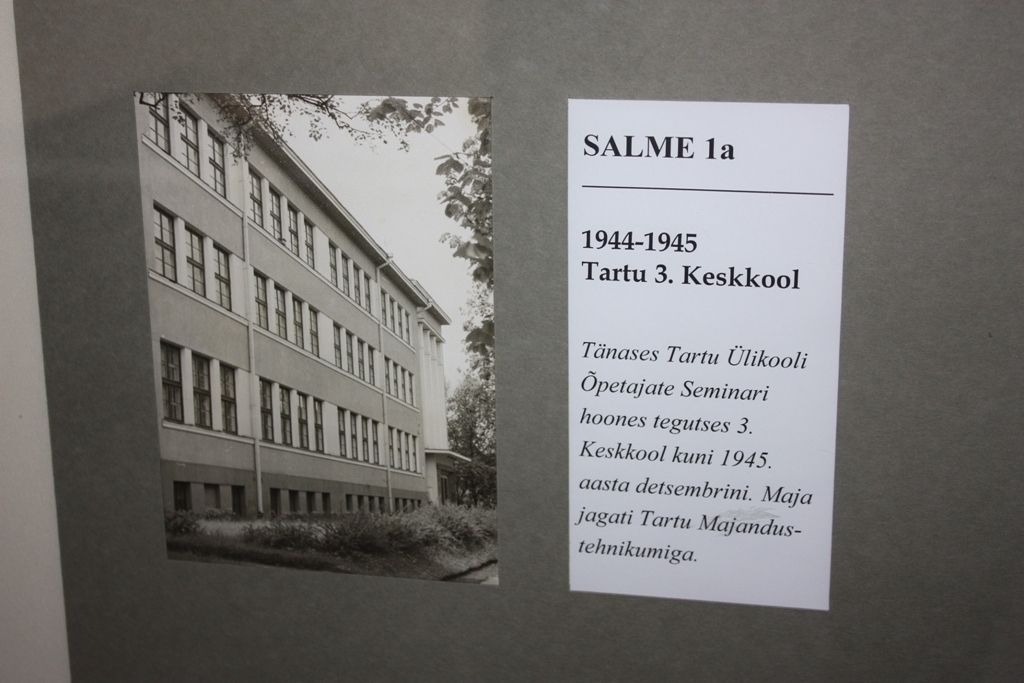 SALME 1a
1944-1945
Tartu 3. Keskkool
Tänases Tartu Ülikooli
Õpetajate Seminari
hoones tegutses 3.
Keskkool kuni 1945.
aasta detsembrini. Maja
jagati Tartu Majandus-
tehnikumiga.